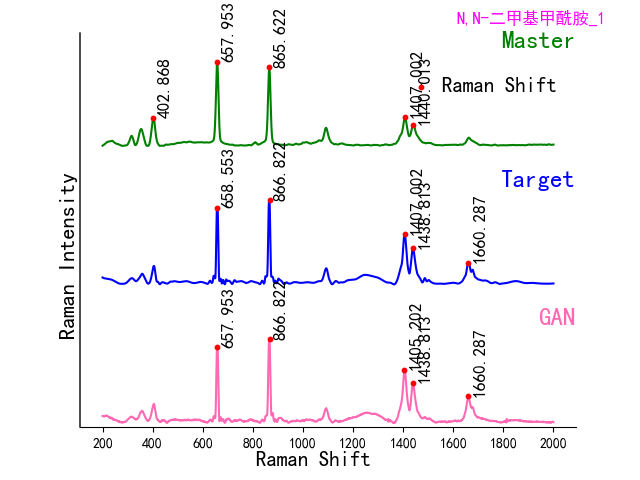 N,N-二甲基甲酰胺_1
Master
Raman Shift
402.868
657.953
865.622
1407.002
1440.013
Target
658.553
866.822
1407.002
1438.813
1660.287
GAN
657.953
866.822
1405.202
1438.813
1660.287
Raman Intensity
200 400 600 800 1000 1200 1400 1600 1800 2000
Raman Shift